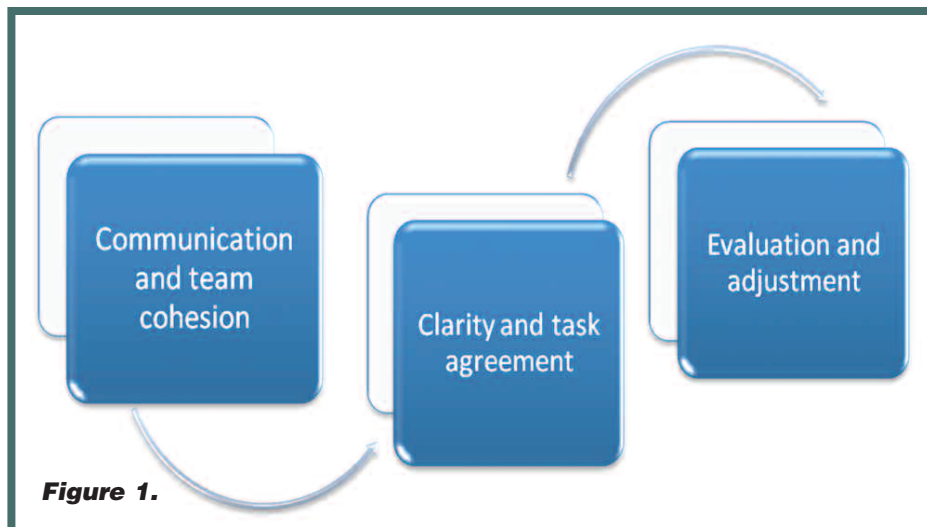 Communication
and team
cohesion
Clarity and task
agreement
Evaluation and
adjustment
Figure 1.